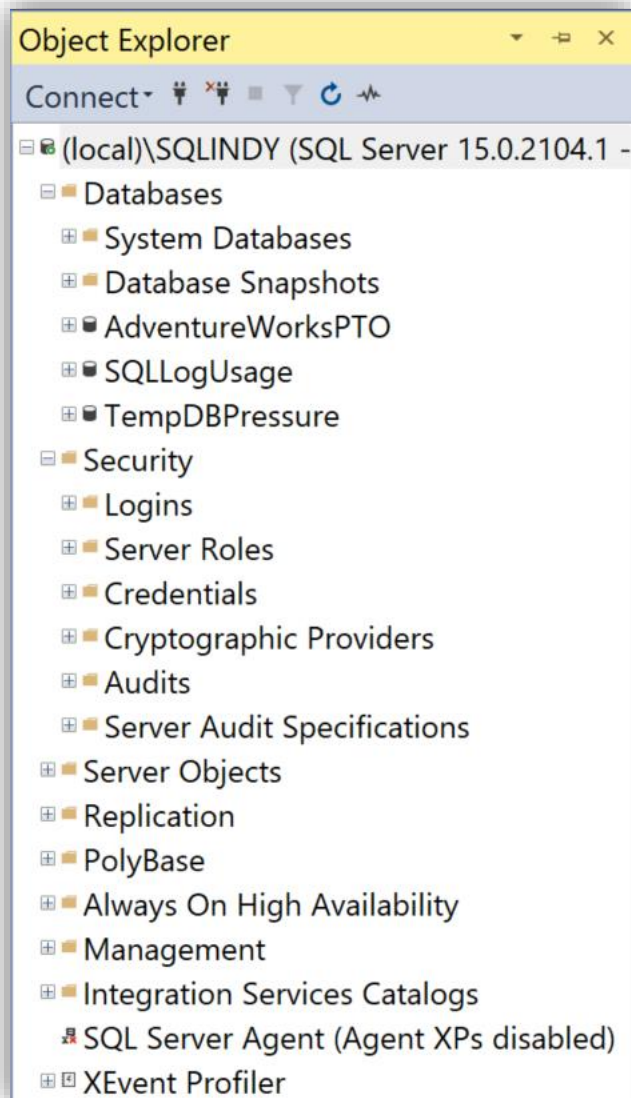 Object Explorer
Connect
(local)\SQLINDY (SQL Server 15.0.2104.1 -
Databases
System Databases
Database Snapshots
AdventureWorksPTO
SQLLogUsage
TempDBPressure
Security
Logins
Server Roles
Credentials
Cryptographic Providers
Audits
Server Audit Specifications
Server Objects
Replication
PolyBase
Always On High Availability
Management
Integration Services Catalogs
SQL Server Agent (Agent XPs disabled)
XEvent Profiler